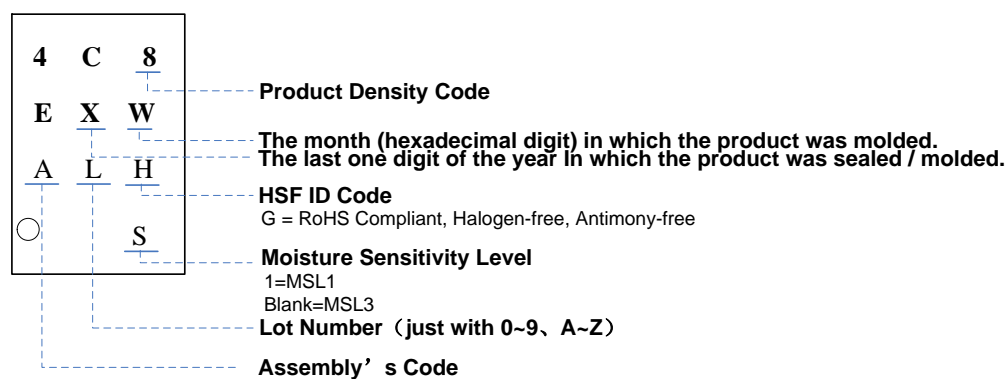 4 C 8
E X W
A L H
S
Product Density Code
The month (hexadecimal digit) in which the product was molded.
The last one digit of the year In which the product was sealed / molded.
HSF ID Code
G = RoHS Compliant, Halogen-free, Antimony-free
Moisture Sensitivity Level
1=MSL1
Blank=MSL3
Lot Number（just with 0~9、A~Z）
Assembly’s Code